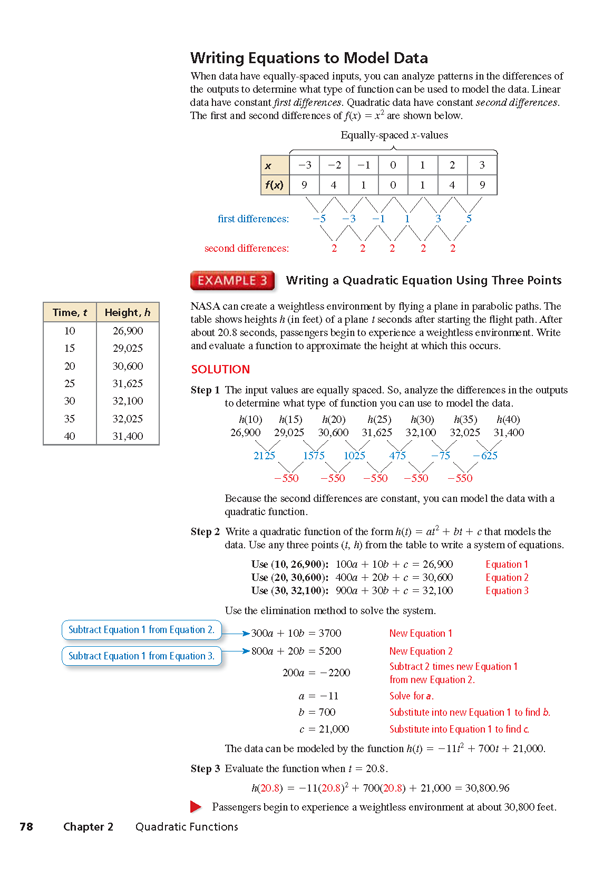 Writing Equations to Model Data
When data have equally-spaced inputs, you can analyze patterns in the differences of
the outputs to determine what type of function can be used to model the data. Linear
data have constant first differences. Quadratic data have constant second differences.
The first and second differences of f(x) = x² are shown below.
Equally-spaced x-values
x −3 −2 −1 0 1 2 3
f(x) 9 4 1 0 1 4 9
first differences: −5 −3 −1 1 3 5
second differences: 2 2 2 2 2
EXAMPLE 3 Writing a Quadratic Equation Using Three Points
Time, t Height, h
10 26,900
15 29,025
20 30,600
25 31,625
30 32,100
35 32,025
40 31,400
NASA can create a weightless environment by flying a plane in parabolic paths. The
table shows heights h (in feet) of a plane t seconds after starting the flight path. After
about 20.8 seconds, passengers begin to experience a weightless environment. Write
and evaluate a function to approximate the height at which this occurs.
SOLUTION
Step 1 The input values are equally spaced. So, analyze the differences in the outputs
to determine what type of function you can use to model the data.
h(10) h(15) h(20) h(25) h(30) h(35) h(40)
26,900 29,025 30,600 31,625 32,100 32,025 31,400
2125 1575 1025 475 −75 −625
−550 −550 −550 −550 −550
Because the second differences are constant, you can model the data with a
quadratic function.
Step 2 Write a quadratic function of the form h(t) = at² + bt + c that models the
data. Use any three points (t, h) from the table to write a system of equations.
Use (10, 26,900): 100a + 10b + c = 26,900 Equation 1
Use (20, 30,600): 400a + 20b + c = 30,600 Equation 2
Use (30, 32,100): 900a + 30b + c = 32,100 Equation 3
Use the elimination method to solve the system.
Subtract Equation 1 from Equation 2. 300a + 10b = 3700 New Equation 1
Subtract Equation 1 from Equation 3. 800a + 20b = 5200 New Equation 2
200a = −2200 Subtract 2 times new Equation 1
from new Equation 2.
a = −11 Solve for a.
b = 700 Substitute into new Equation 1 to find b.
c = 21,000 Substitute into Equation 1 to find c.
The data can be modeled by the function h(t) = −11t² + 700t + 21,000.
Step 3 Evaluate the function when t = 20.8.
h(20.8) = −11(20.8)² + 700(20.8) + 21,000 = 30,800.96
Passengers begin to experience a weightless environment at about 30,800 feet.
78 Chapter 2 Quadratic Functions